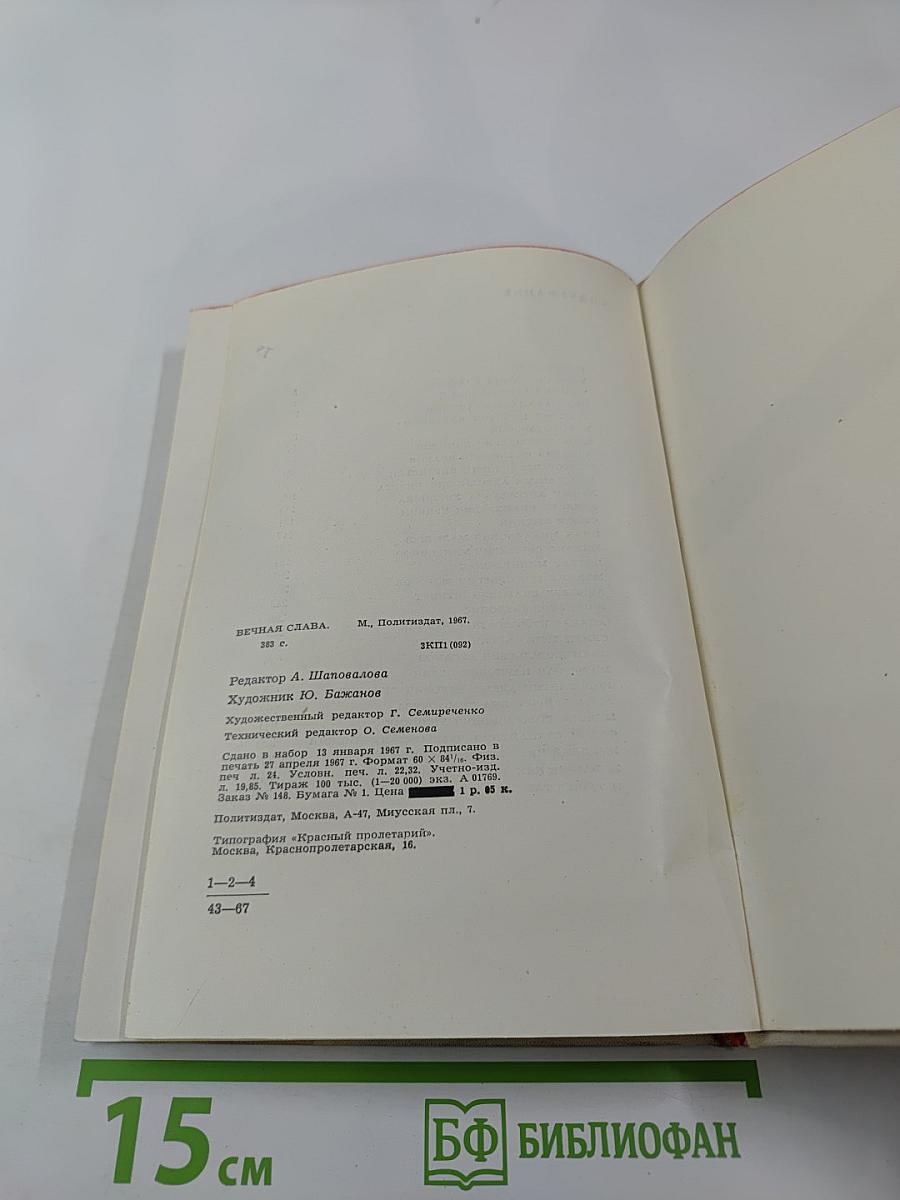 ВЕЧНАЯ СЛАВА. М., Политиздат, 1967.
383 с. 3КП1(092)
Редактор А. Шаповалова
Художник Ю. Бажанов
Художественный редактор Г. Семиреченко
Технический редактор О. Семенова
Сдано в набор 13 января 1967 г. Подписано в
печать 27 апреля 1967 г. Формат 60 × 84¹/₁₆. Физ.
печ л. 24. Условн. печ. л. 22,32. Учетно-изд.
л. 19,85. Тираж 100 тыс. (1—20 000) экз. А 01769.
Заказ № 148. Бумага № 1. Цена 1 р. 05 к.
Политиздат, Москва, А-47, Миусская пл., 7.
Типография «Красный пролетарий».
Москва, Краснопролетарская, 16.
1—2—4
43—67
15 см
БФ БИБЛИОФАН